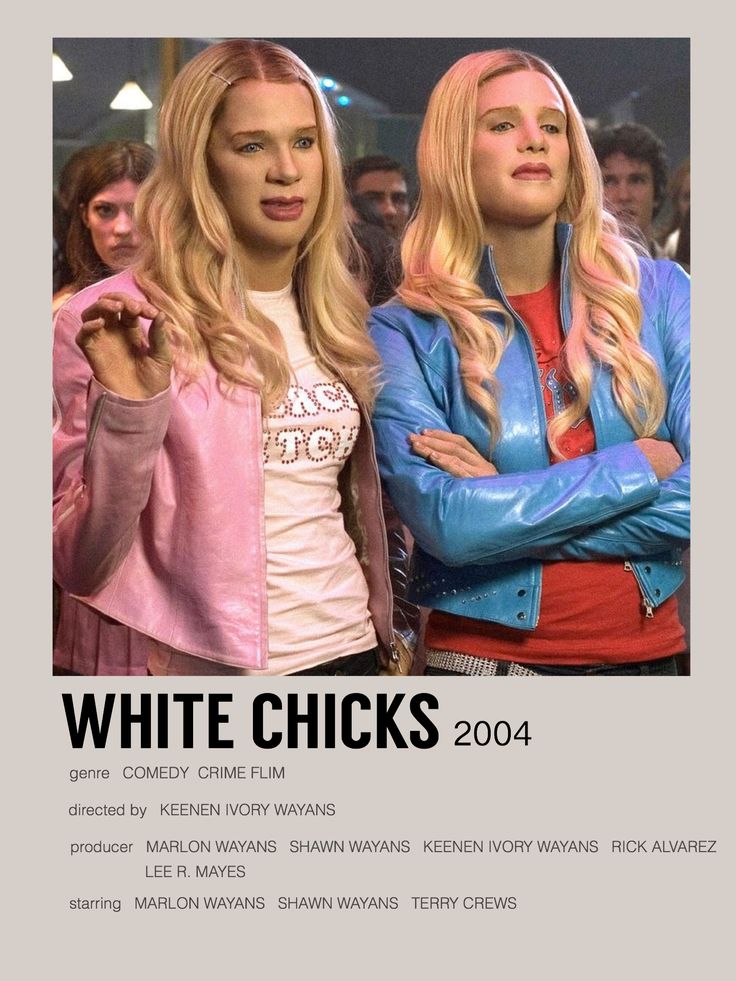 ITCH
WHITE CHICKS 2004
genre COMEDY CRIME FLIM
directed by KEENEN IVORY WAYANS
producer MARLON WAYANS SHAWN WAYANS KEENEN IVORY WAYANS RICK ALVAREZ
LEE R. MAYES
starring MARLON WAYANS SHAWN WAYANS TERRY CREWS